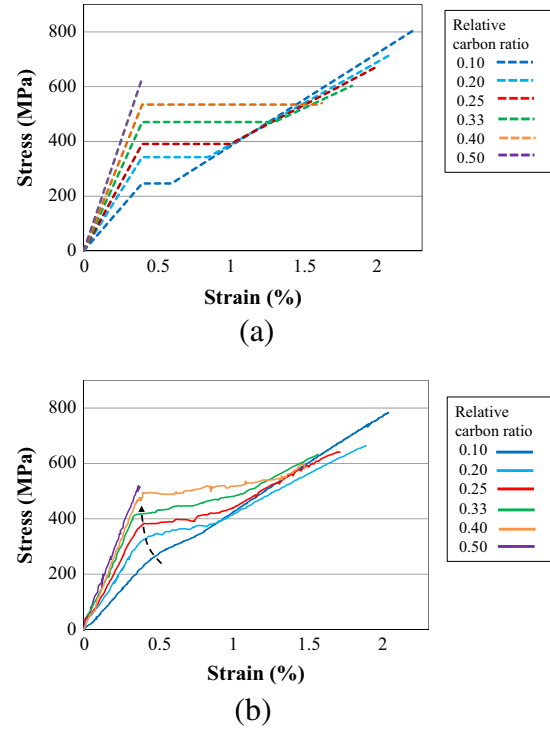 800
600
400
200
0
Stress (MPa)
0 0.5 1 1.5 2
Strain (%)
Relative
carbon ratio
0.10
0.20
0.25
0.33
0.40
0.50
(a)
800
600
400
200
0
Stress (MPa)
0 0.5 1 1.5 2
Strain (%)
Relative
carbon ratio
0.10
0.20
0.25
0.33
0.40
0.50
(b)